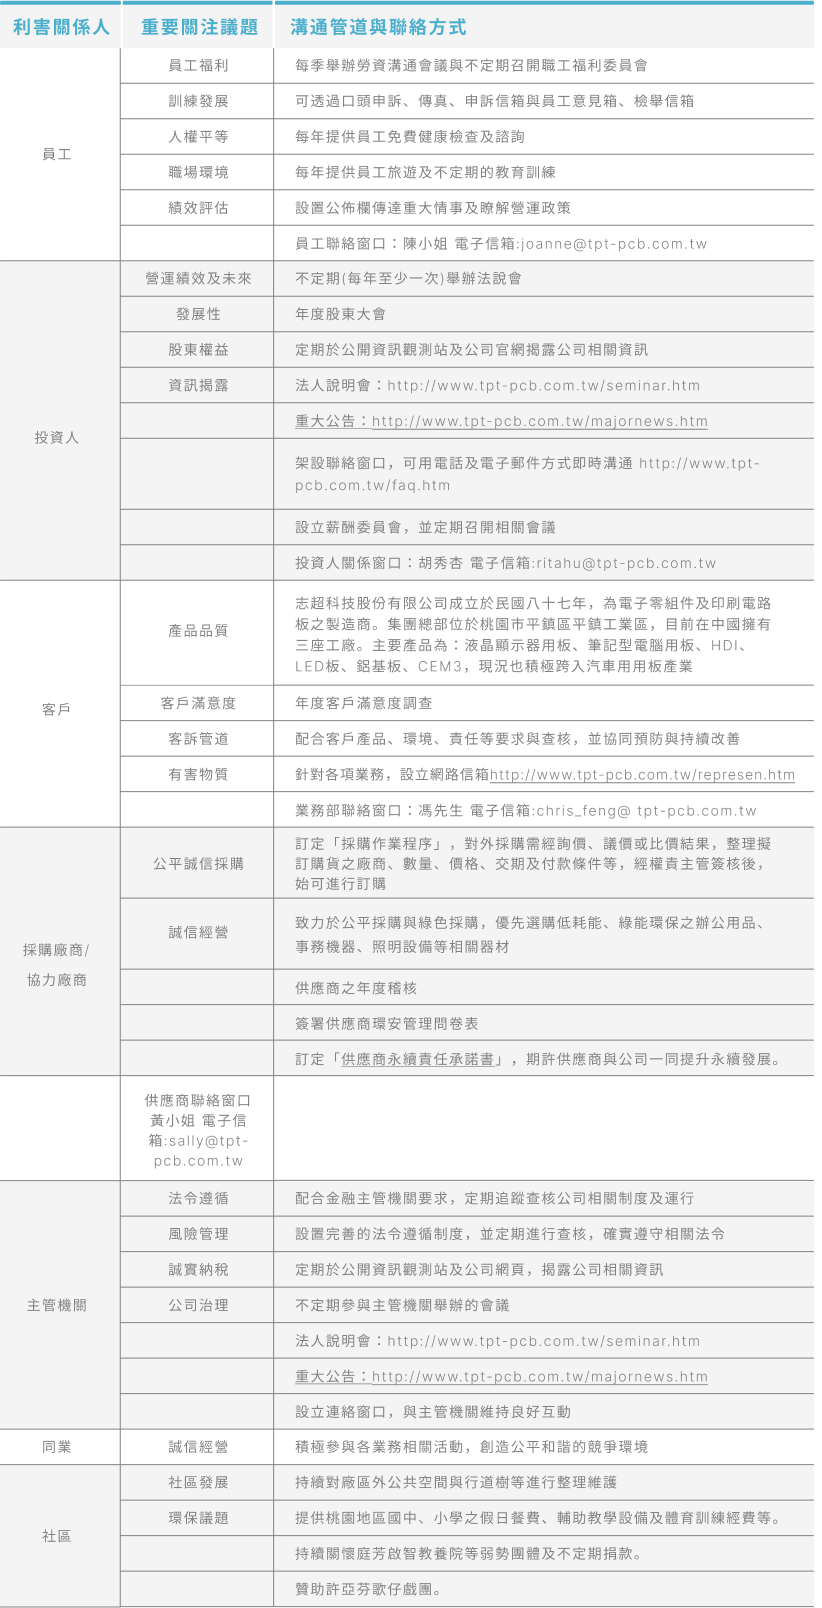 利害關係人 重要關注議題 溝通管道與聯絡方式
員工福利 每季舉辦勞資溝通會議與不定期召開職工福利委員會
訓練發展 可透過口頭申訴、傳真、申訴信箱與員工意見箱、檢舉信箱
人權平等 每年提供員工免費健康檢查及諮詢
員工
職場環境 每年提供員工旅遊及不定期的教育訓練
績效評估 設置公佈欄傳達重大情事及瞭解營運政策
員工聯絡窗口：陳小姐 電子信箱:joanne@tpt-pcb.com.tw
營運績效及未來 不定期(每年至少一次)舉辦法說會
發展性 年度股東大會
股東權益 定期於公開資訊觀測站及公司官網揭露公司相關資訊
資訊揭露 法人說明會：http://www.tpt-pcb.com.tw/seminar.htm
重大公告：http://www.tpt-pcb.com.tw/majornews.htm
投資人
架設聯絡窗口，可用電話及電子郵件方式即時溝通 http://www.tpt-
pcb.com.tw/faq.htm
設立薪酬委員會，並定期召開相關會議
投資人關係窗口：胡秀杏 電子信箱:ritahu@tpt-pcb.com.tw
產品品質
志超科技股份有限公司成立於民國八十七年，為電子零組件及印刷電路
板之製造商。集團總部位於桃園市平鎮區平鎮工業區，目前在中國擁有
三座工廠。主要產品為：液晶顯示器用板、筆記型電腦用板、HDI、
LED板、鋁基板、CEM3，現況也積極跨入汽車用用板產業
客戶
客戶滿意度 年度客戶滿意度調查
客訴管道 配合客戶產品、環境、責任等要求與查核，並協同預防與持續改善
有害物質 針對各項業務，設立網路信箱http://www.tpt-pcb.com.tw/represen.htm
業務部聯絡窗口：馮先生 電子信箱:chris_feng@ tpt-pcb.com.tw
公平誠信採購
訂定「採購作業程序」，對外採購需經詢價、議價或比價結果，整理擬
訂購貨之廠商、數量、價格、交期及付款條件等，經權責主管簽核後，
始可進行訂購
誠信經營
致力於公平採購與綠色採購，優先選購低耗能、綠能環保之辦公用品、
事務機器、照明設備等相關器材
採購廠商/
協力廠商
供應商之年度稽核
簽署供應商環安管理問卷表
訂定「供應商永續責任承諾書」，期許供應商與公司一同提升永續發展。
供應商聯絡窗口
黃小姐 電子信
箱:sally@tpt-
pcb.com.tw
法令遵循 配合金融主管機關要求，定期追蹤查核公司相關制度及運行
風險管理 設置完善的法令遵循制度，並定期進行查核，確實遵守相關法令
誠實納稅 定期於公開資訊觀測站及公司網頁，揭露公司相關資訊
主管機關 公司治理 不定期參與主管機關舉辦的會議
法人說明會：http://www.tpt-pcb.com.tw/seminar.htm
重大公告：http://www.tpt-pcb.com.tw/majornews.htm
設立連絡窗口，與主管機關維持良好互動
同業 誠信經營 積極參與各業務相關活動，創造公平和諧的競爭環境
社區發展 持續對廠區外公共空間與行道樹等進行整理維護
環保議題 提供桃園地區國中、小學之假日餐費、輔助教學設備及體育訓練經費等。
社區
持續關懷庭芳啟智教養院等弱勢團體及不定期捐款。
贊助許亞芬歌仔戲團。